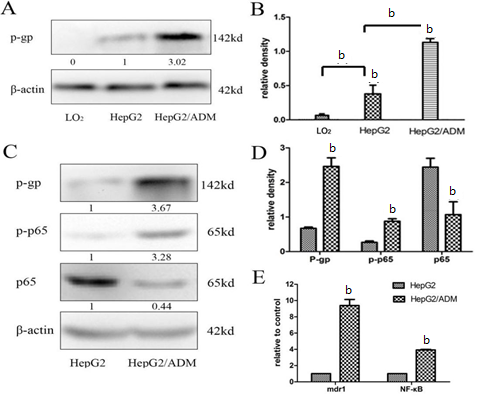 A
p-gp
142kd
0 1 3.02
β-actin
42kd
LO₂ HepG2 HepG2/ADM
B
relative density
1.5
1.0
0.5
0.0
b
b
b
b
LO₂ HepG2 HepG2/ADM
C
p-gp
142kd
1 3.67
p-p65
65kd
1 3.28
p65
65kd
1 0.44
β-actin
42kd
HepG2 HepG2/ADM
D
relative density
3
2
1
0
b
b
b
P-gp p-p65 p65
E
relative to control
12
10
8
6
4
2
0
b
b
HepG2
HepG2/ADM
mdr1 NF-κB